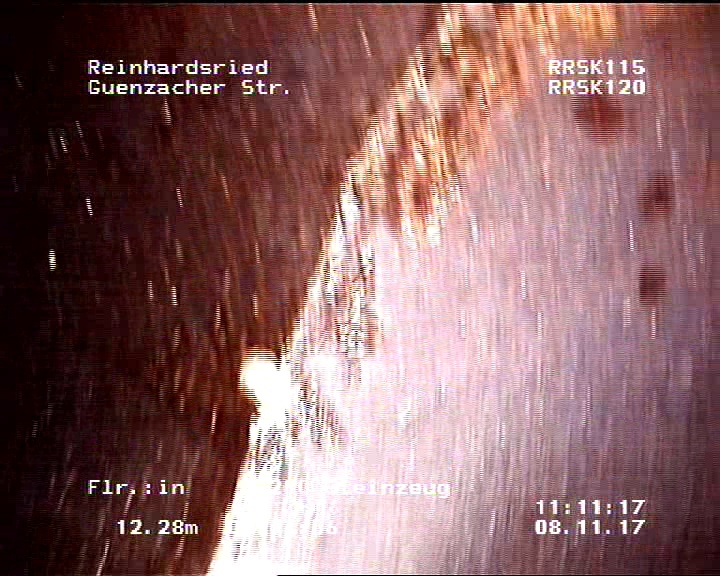 Reinhardsried RRSK115
Guenzacher Str. RRSK120
Flr.:in Steinzeug
11:11:17
12.28m 08.11.17